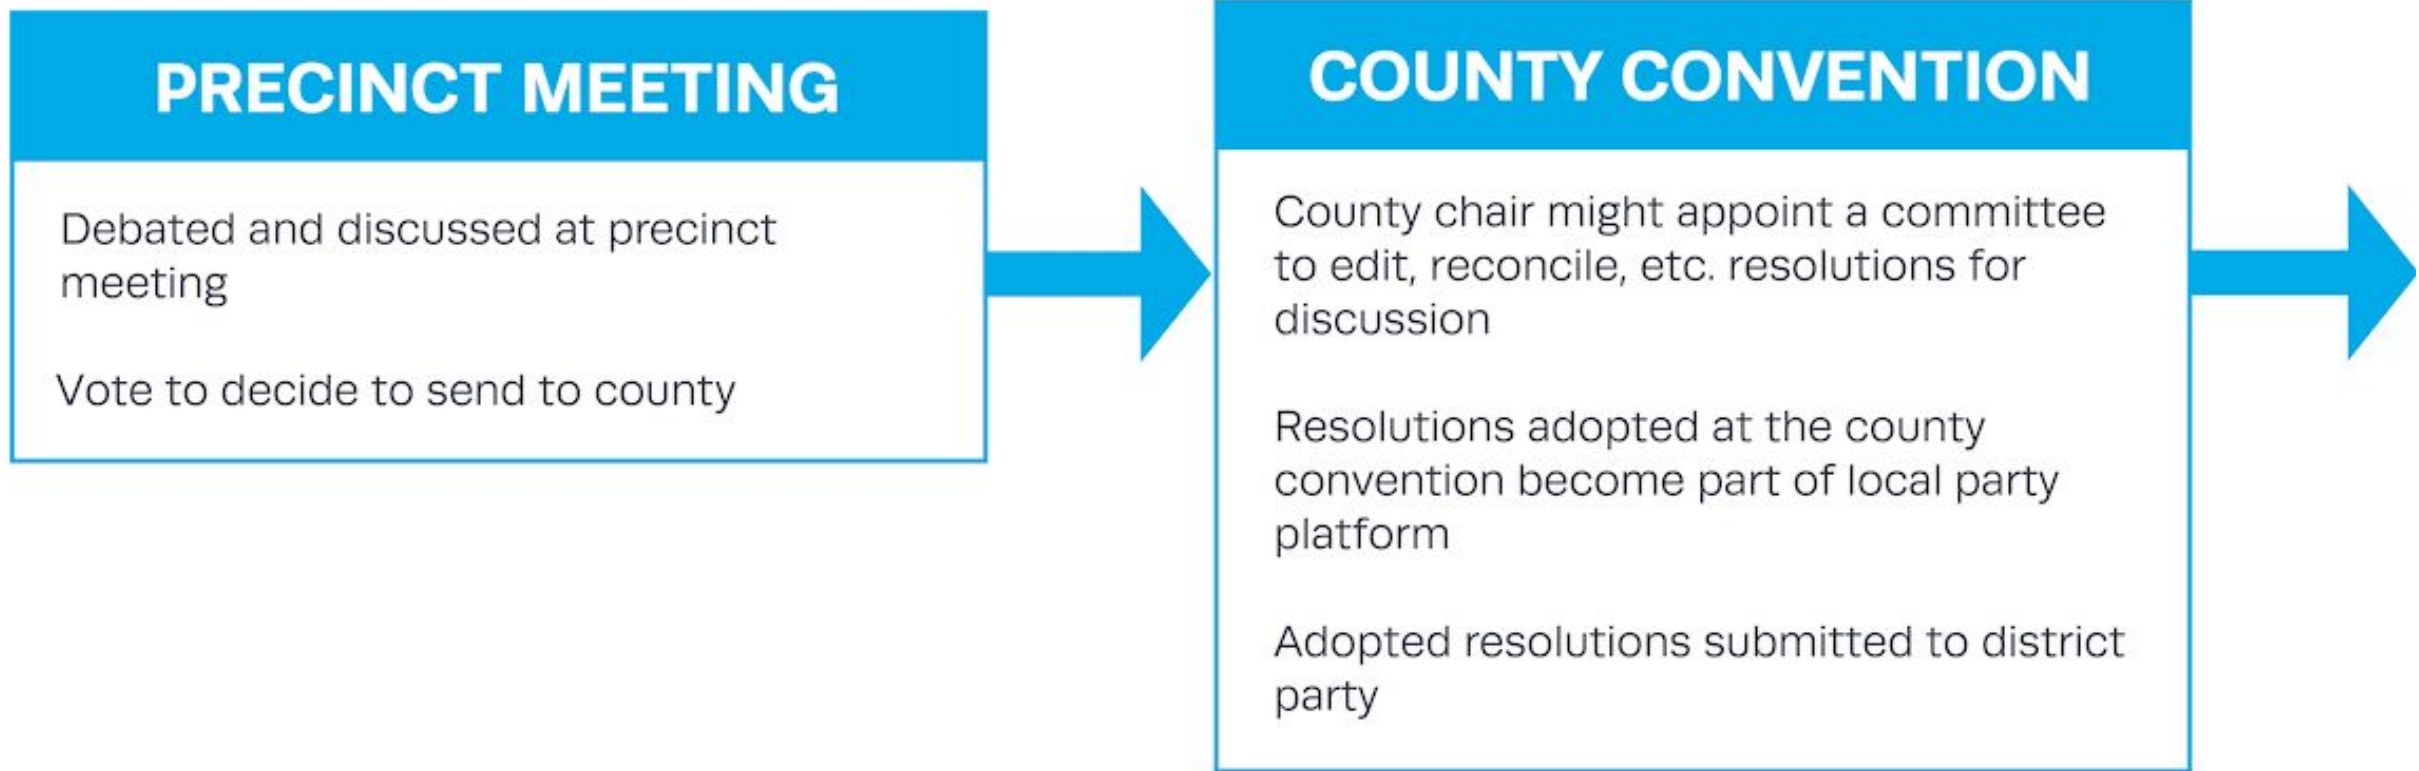 PRECINCT MEETING
Debated and discussed at precinct
meeting
Vote to decide to send to county
COUNTY CONVENTION
County chair might appoint a committee
to edit, reconcile, etc. resolutions for
discussion
Resolutions adopted at the county
convention become part of local party
platform
Adopted resolutions submitted to district
party